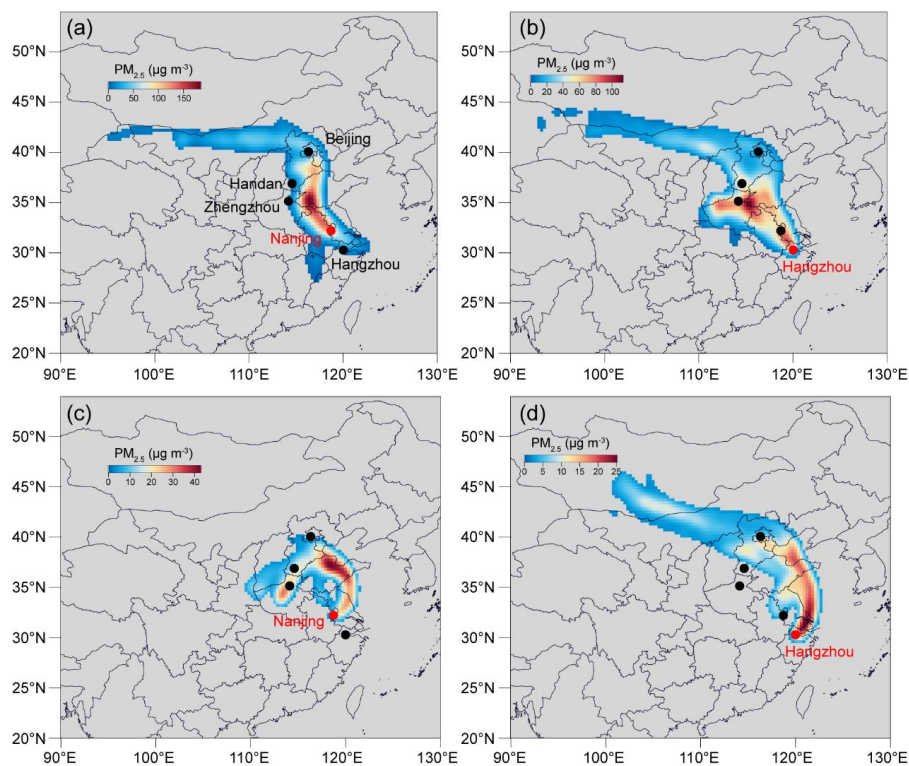 (a)
PM2.5 (μg m-3)
0 50 100 150
Beijing
Handan
Zhengzhou
Nanjing
Hangzhou
50°N
45°N
40°N
35°N
30°N
25°N
20°N
90°E 100°E 110°E 120°E 130°E
(b)
PM2.5 (μg m-3)
0 20 40 60 80 100
Hangzhou
50°N
45°N
40°N
35°N
30°N
25°N
20°N
90°E 100°E 110°E 120°E 130°E
(c)
PM2.5 (μg m-3)
0 10 20 30 40
Nanjing
50°N
45°N
40°N
35°N
30°N
25°N
20°N
90°E 100°E 110°E 120°E 130°E
(d)
PM2.5 (μg m-3)
0 5 10 15 20 25
Hangzhou
50°N
45°N
40°N
35°N
30°N
25°N
20°N
90°E 100°E 110°E 120°E 130°E